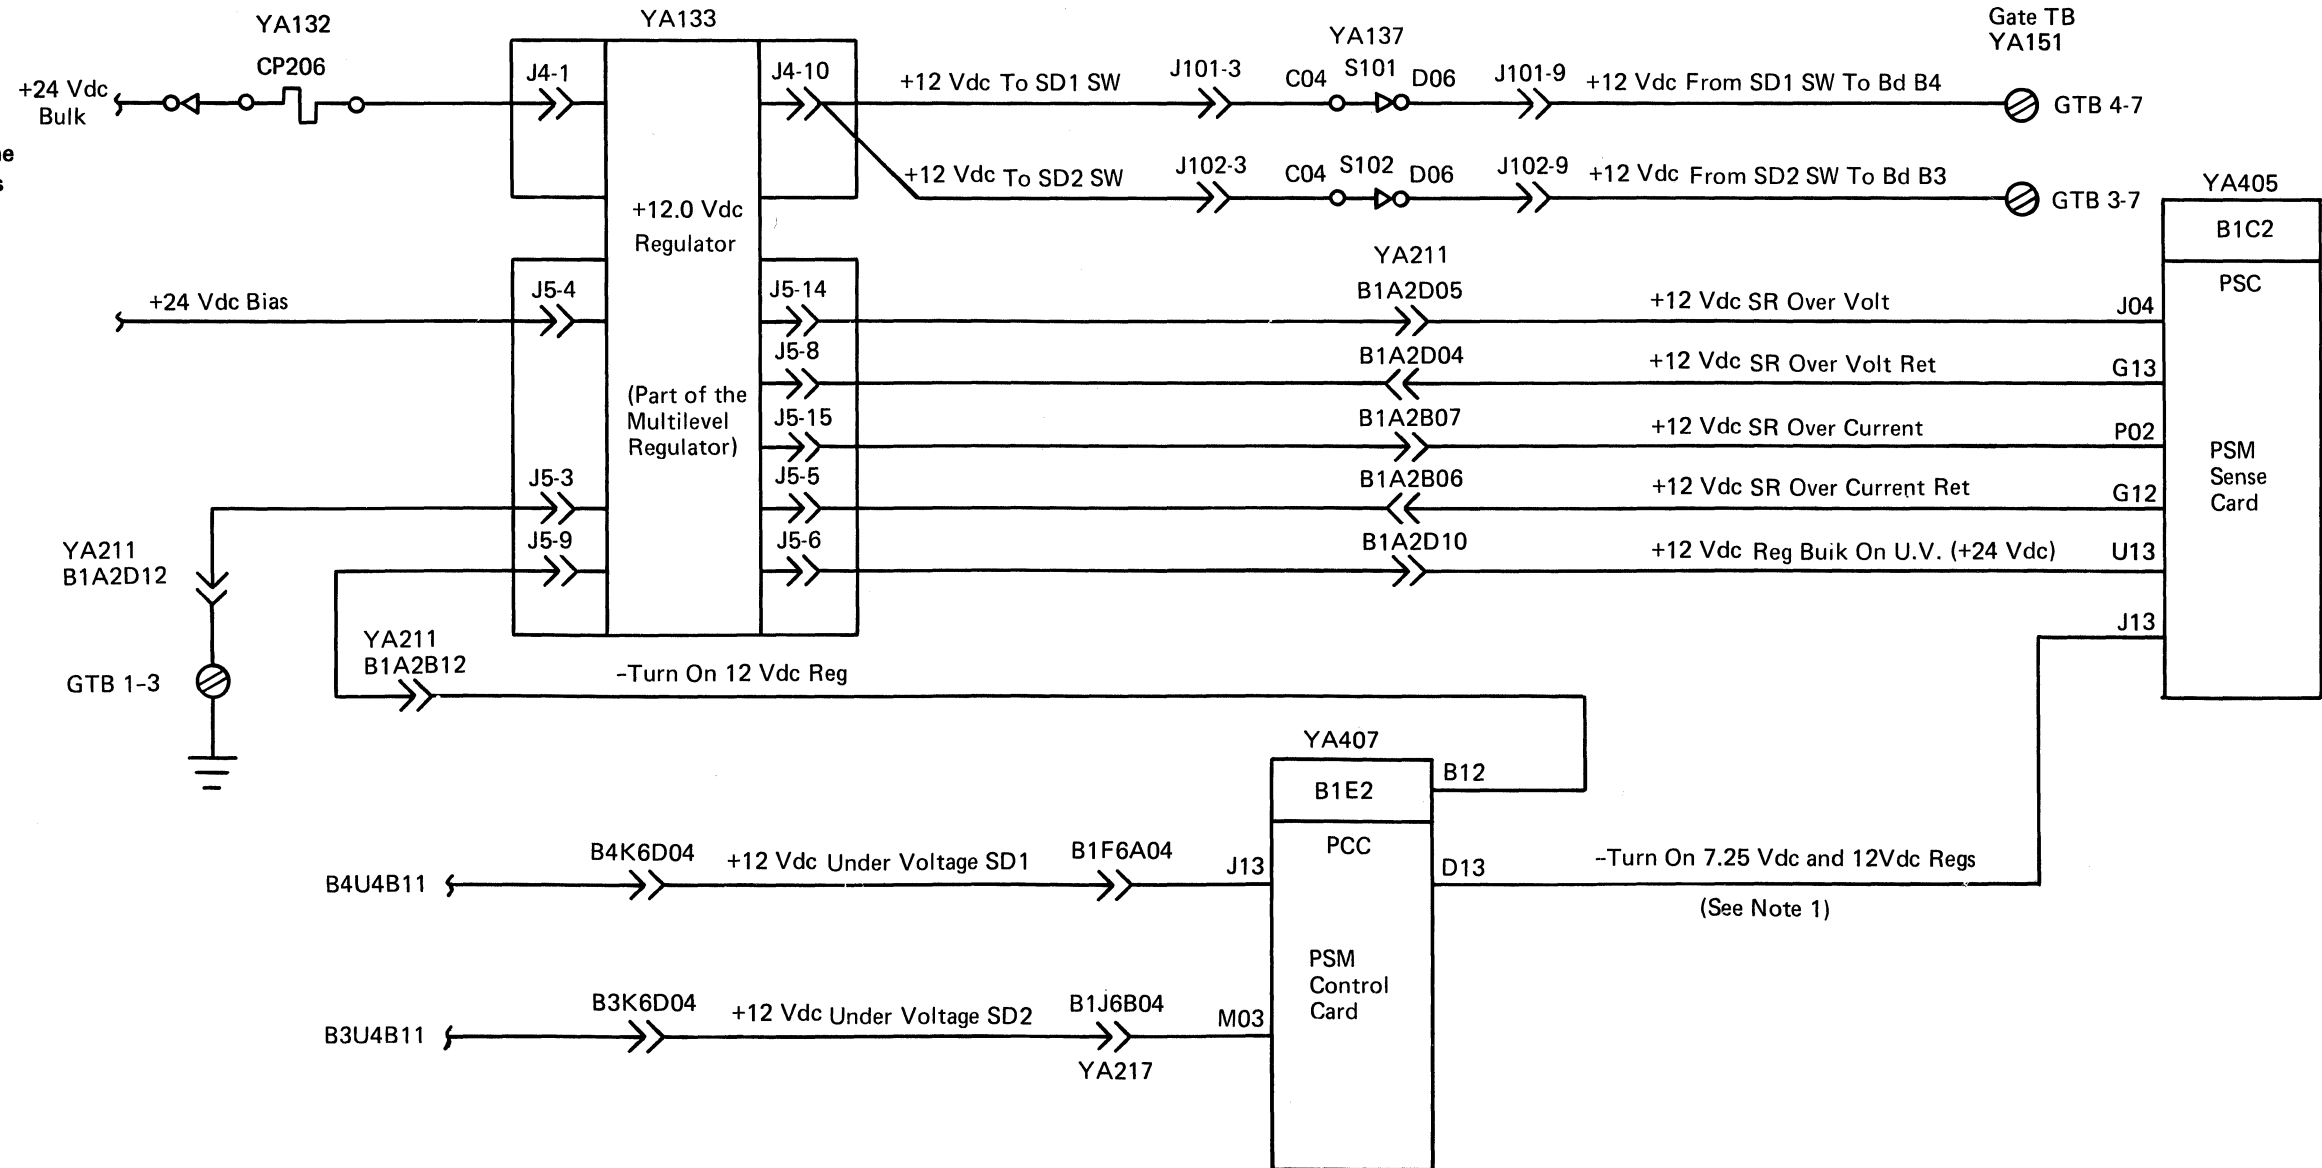 YA132
CP206
+24 Vdc
Bulk
ne
s
YA133
J4-1
J4-10
+12 Vdc To SD1 SW
J101-3
YA137
C04 S101 D06
J101-9
+12 Vdc From SD1 SW To Bd B4
Gate TB
YA151
GTB 4-7
+12 Vdc To SD2 SW
J102-3
C04 S102 D06
J102-9
+12 Vdc From SD2 SW To Bd B3
GTB 3-7
+12.0 Vdc
Regulator
(Part of the
Multilevel
Regulator)
YA405
B1C2
PSC
PSM
Sense
Card
+24 Vdc Bias
J5-4
J5-14
YA211
B1A2D05
+12 Vdc SR Over Volt
J04
J5-8
B1A2D04
+12 Vdc SR Over Volt Ret
G13
J5-15
B1A2B07
+12 Vdc SR Over Current
P02
J5-3
J5-5
B1A2B06
+12 Vdc SR Over Current Ret
G12
J5-9
J5-6
B1A2D10
+12 Vdc Reg Buik On U.V. (+24 Vdc)
U13
J13
YA211
B1A2D12
GTB 1-3
YA211
B1A2B12
-Turn On 12 Vdc Reg
YA407
B1E2
B12
PCC
PSM
Control
Card
B4U4B11
B4K6D04
+12 Vdc Under Voltage SD1
B1F6A04
J13
D13
-Turn On 7.25 Vdc and 12Vdc Regs
(See Note 1)
B3U4B11
B3K6D04
+12 Vdc Under Voltage SD2
B1J6B04
M03
YA217